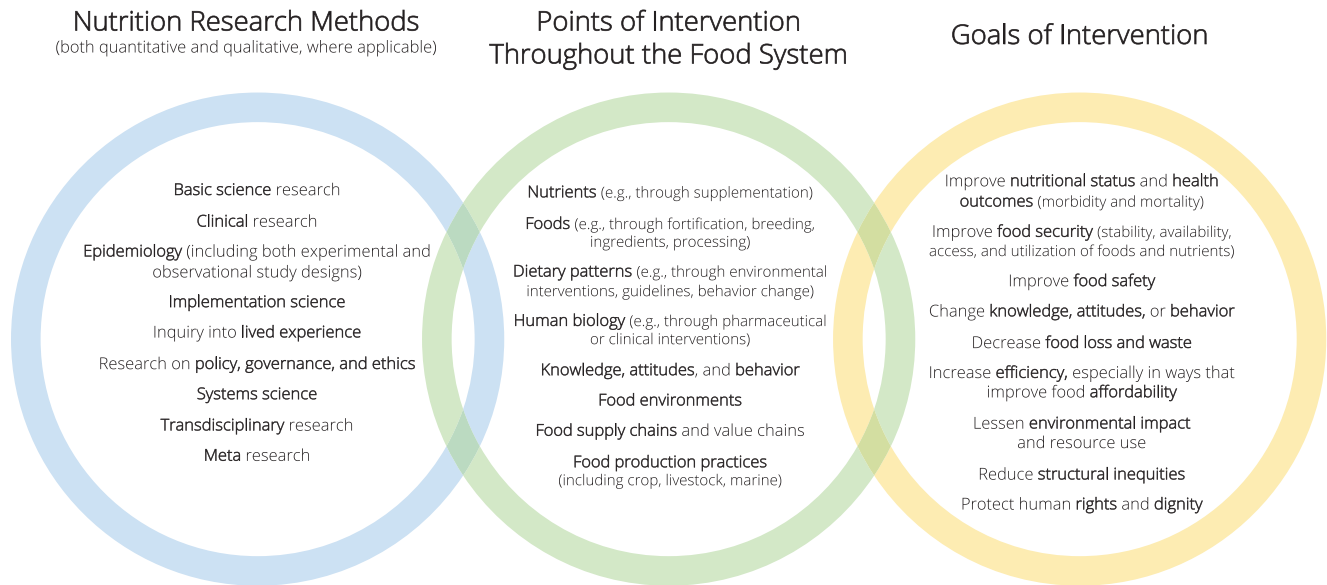 Nutrition Research Methods
(both quantitative and qualitative, where applicable)
Basic science research
Clinical research
Epidemiology (including both experimental and
observational study designs)
Implementation science
Inquiry into lived experience
Research on policy, governance, and ethics
Systems science
Transdisciplinary research
Meta research
Points of Intervention
Throughout the Food System
Nutrients (e.g., through supplementation)
Foods (e.g., through fortification, breeding,
ingredients, processing)
Dietary patterns (e.g., through environmental
interventions, guidelines, behavior change)
Human biology (e.g., through pharmaceutical
or clinical interventions)
Knowledge, attitudes, and behavior
Food environments
Food supply chains and value chains
Food production practices
(including crop, livestock, marine)
Goals of Intervention
Improve nutritional status and health
outcomes (morbidity and mortality)
Improve food security (stability, availability,
access, and utilization of foods and nutrients)
Improve food safety
Change knowledge, attitudes, or behavior
Decrease food loss and waste
Increase efficiency, especially in ways that
improve food affordability
Lessen environmental impact
and resource use
Reduce structural inequities
Protect human rights and dignity